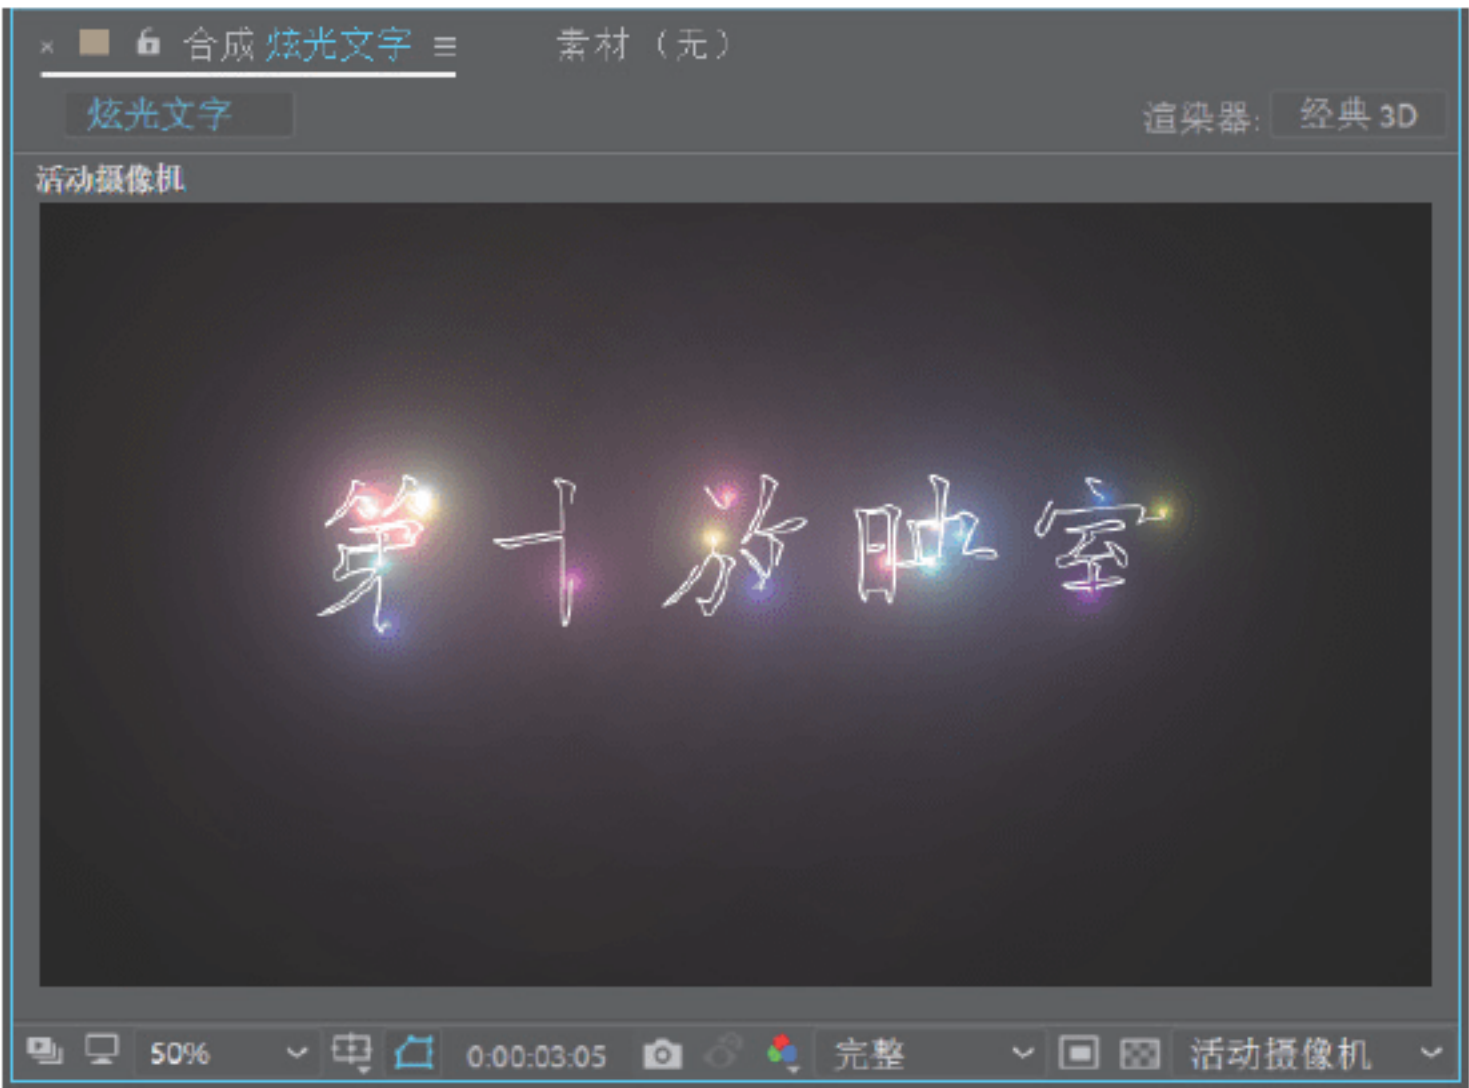 × 合成 炫光文字 ≡ 素材 （无）
炫光文字 渲染器: 经典 3D
活动摄像机
第十放映室
50% 0:00:03:05 完整 活动摄像机